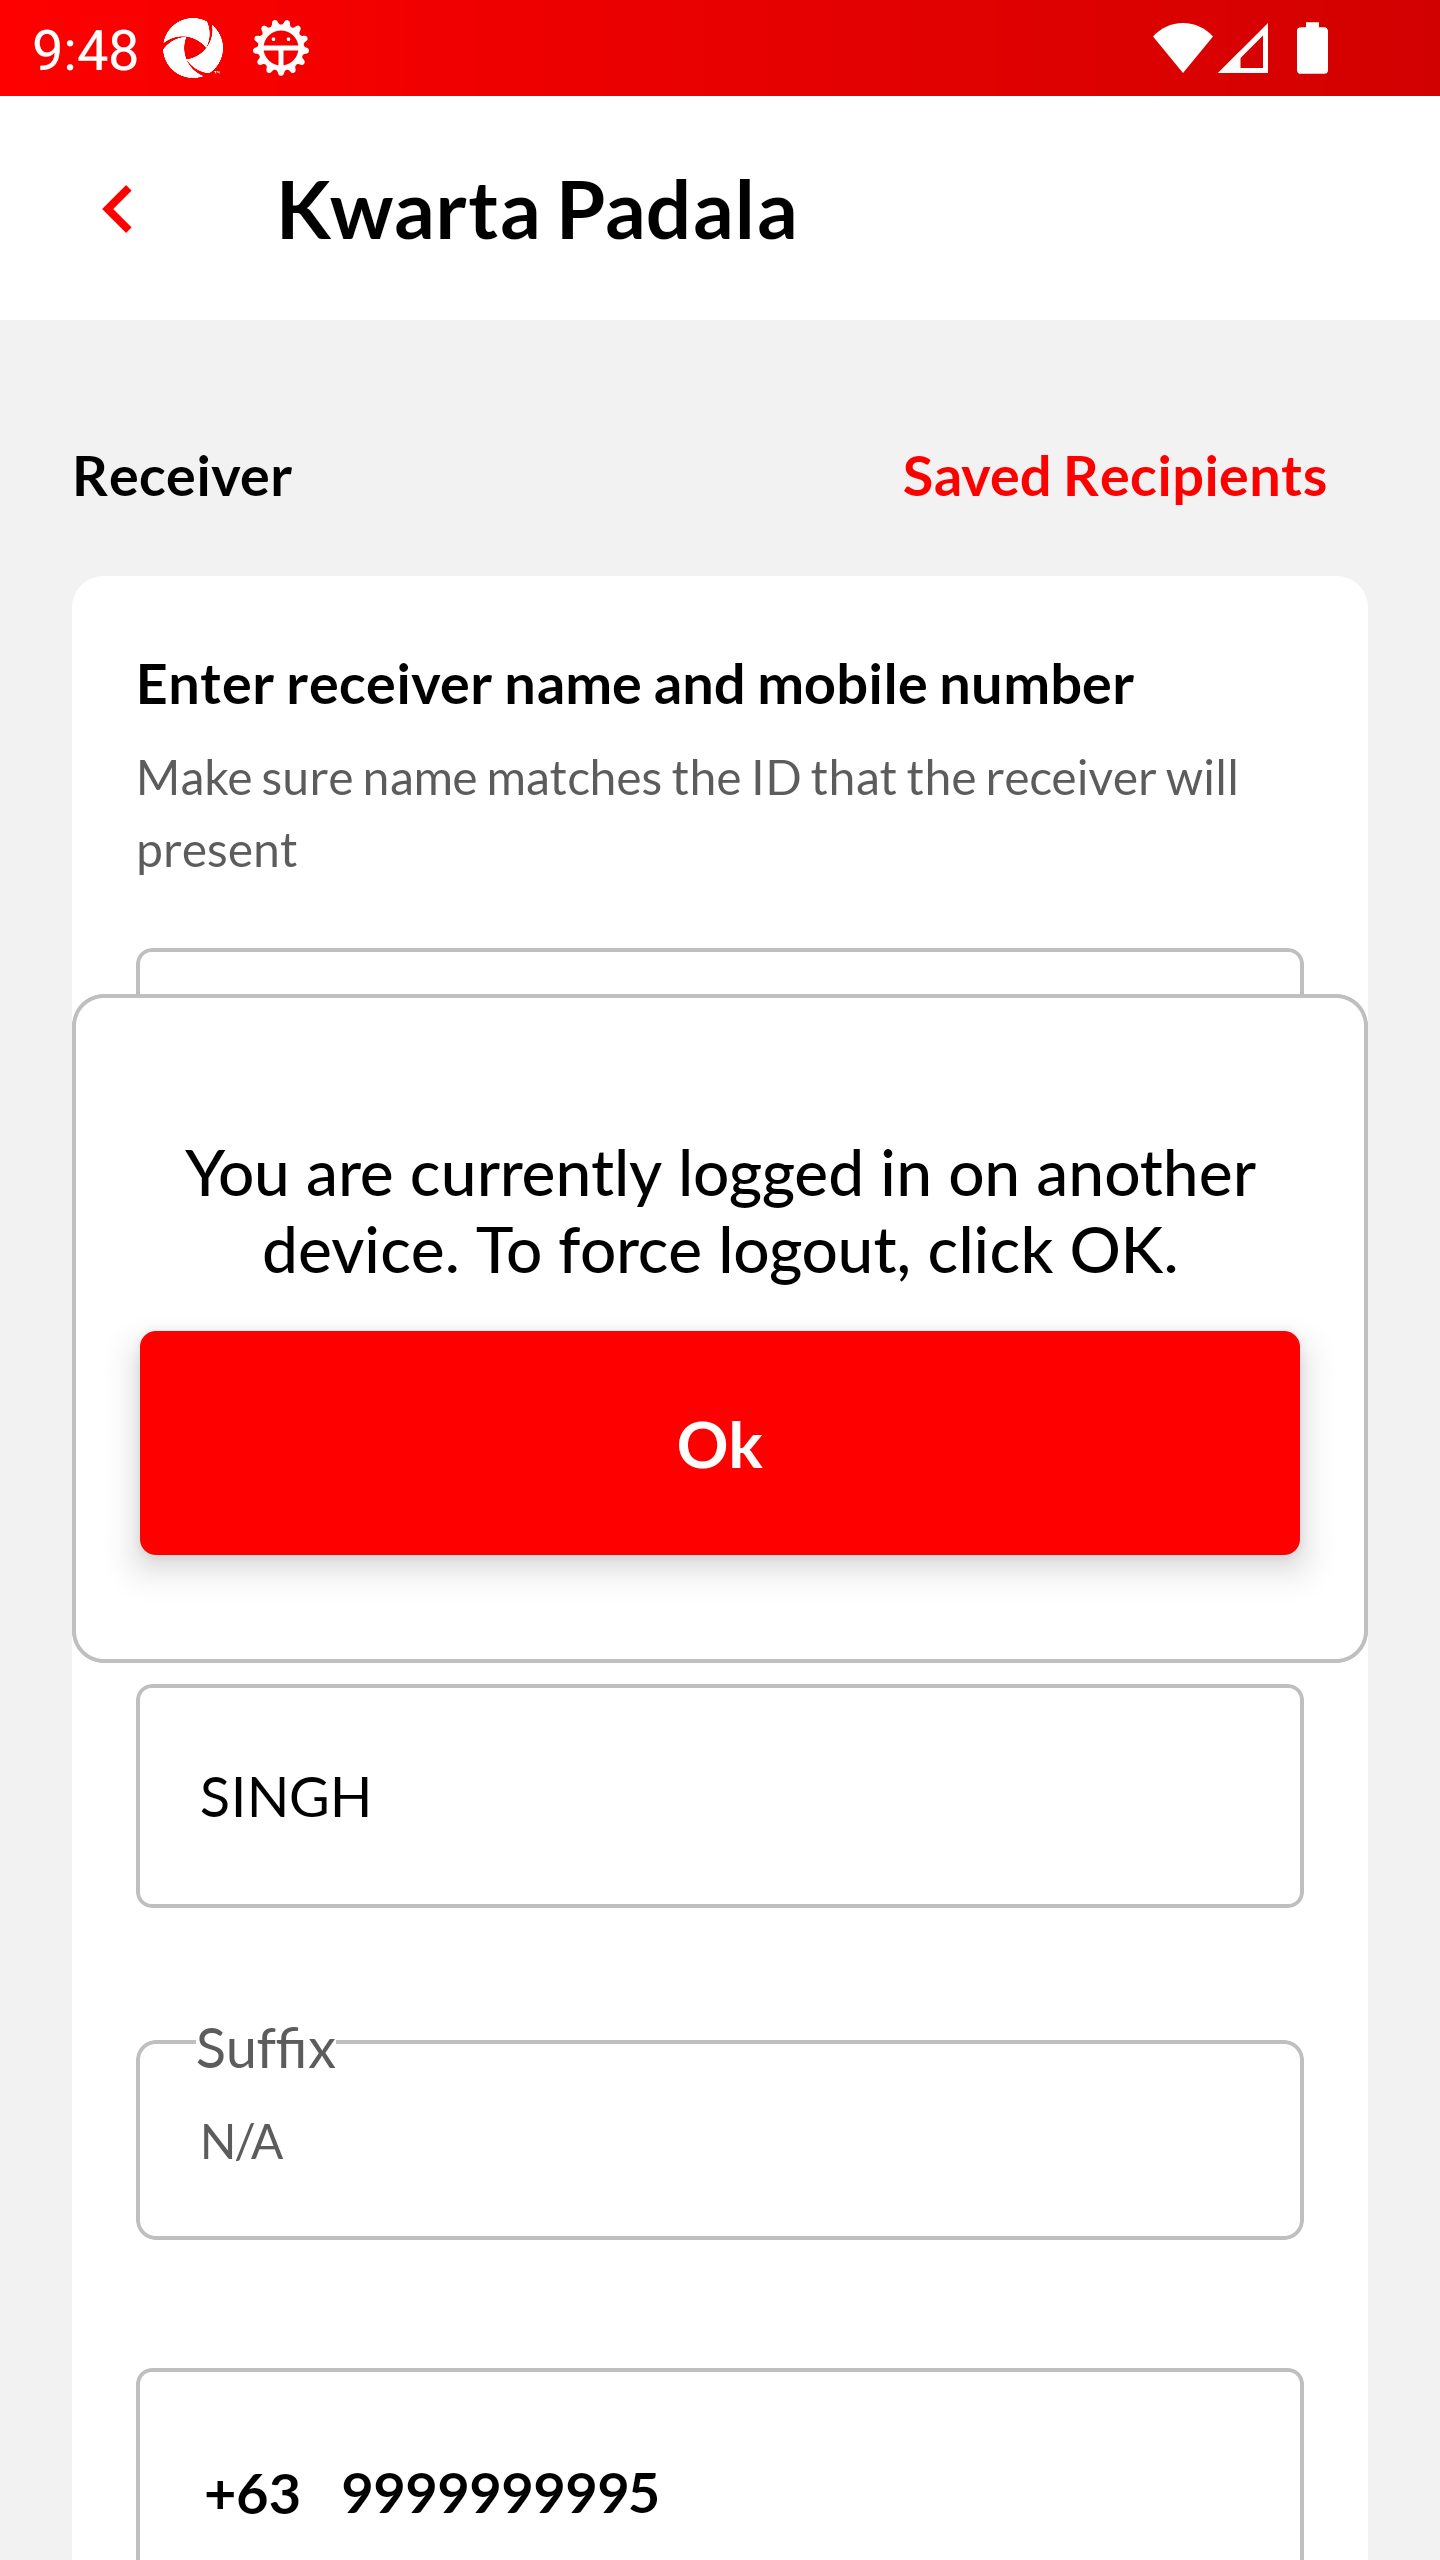 9:48
Kwarta Padala
Receiver
Saved Recipients
Enter receiver name and mobile number
Make sure name matches the ID that the receiver will
present
You are currently logged in on another
device. To force logout, click OK.
Ok
SINGH
Suffix
N/A
+63 9999999995